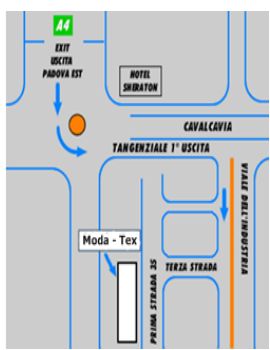 A4
EXIT
USCITA
PADOVA EST
HOTEL
SHERATON
CAVALCAVIA
TANGENZIALE 1° USCITA
VIALE DELL'INDUSTRIA
Moda - Tex
PRIMA STRADA 35
TERZA STRADA